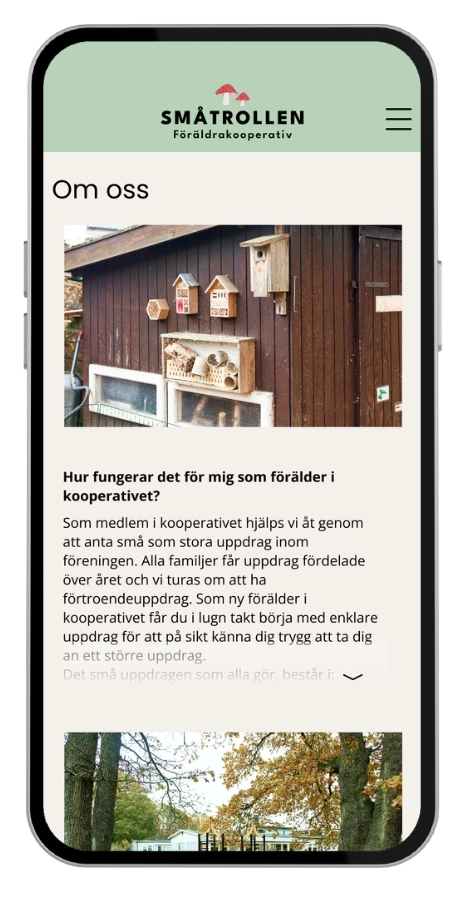 SMÅTROLLEN
Föräldrakooperativ
Om oss
Hur fungerar det för mig som förälder i
kooperativet?
Som medlem i kooperativet hjälps vi åt genom
att anta små som stora uppdrag inom
föreningen. Alla familjer får uppdrag fördelade
över året och vi turas om att ha
förtroendeuppdrag. Som ny förälder i
kooperativet får du i lugn takt börja med enklare
uppdrag för att på sikt känna dig trygg att ta dig
an ett större uppdrag.
Det små uppdragen som alla gör, består i: